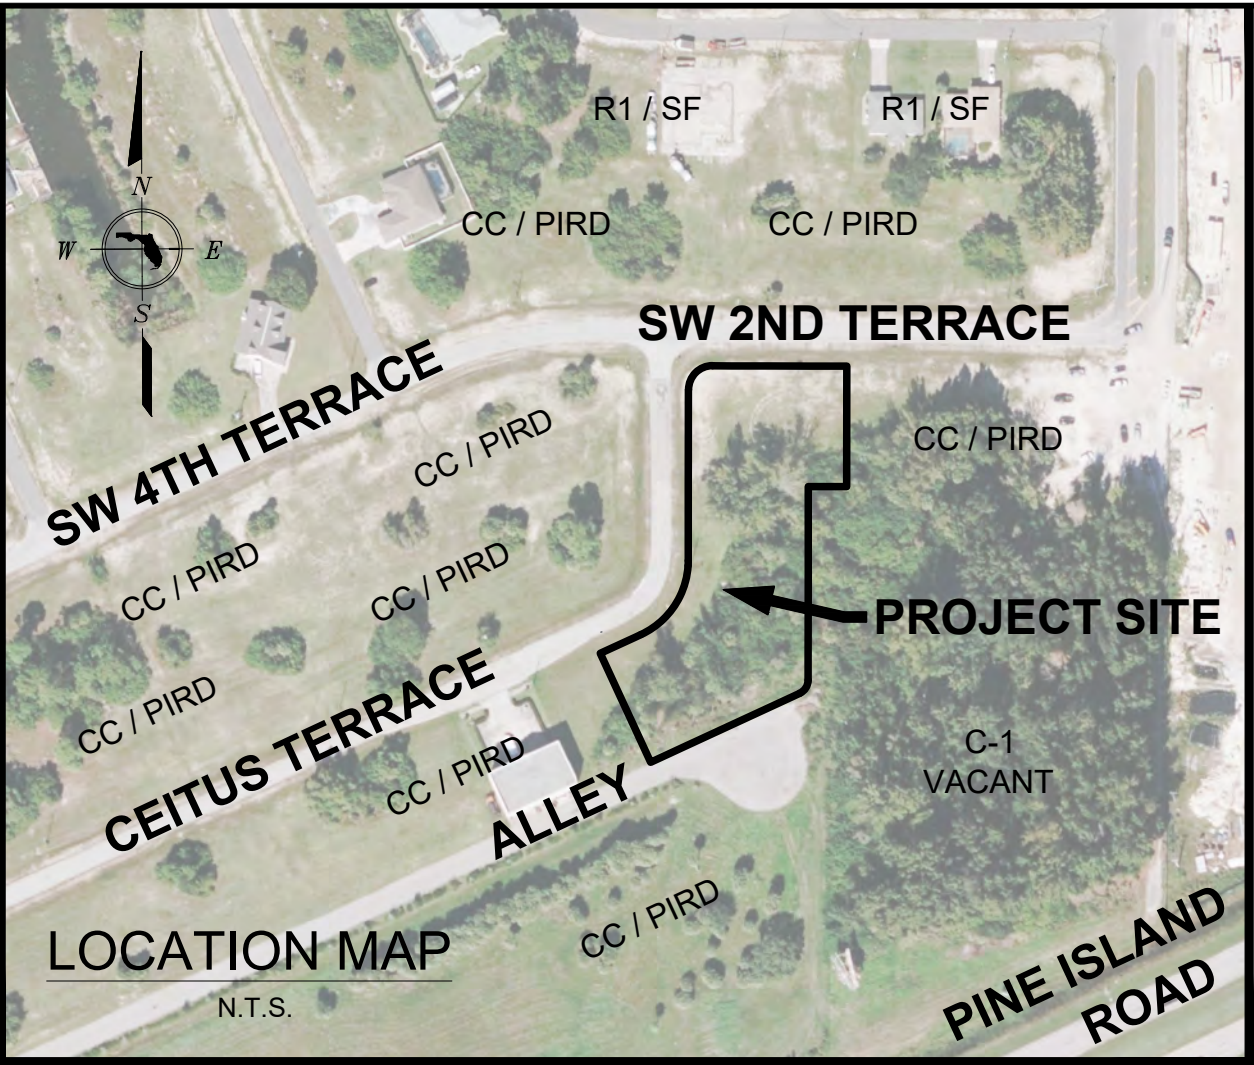 R1 / SF
R1 / SF
N
W
E
S
CC / PIRD
CC / PIRD
SW 2ND TERRACE
SW 4TH TERRACE
CC / PIRD
CC / PIRD
CC / PIRD
CC / PIRD
PROJECT SITE
CC / PIRD
CEITUS TERRACE
CC / PIRD
C-1
VACANT
ALLEY
CC / PIRD
LOCATION MAP
N.T.S.
PINE ISLAND
ROAD